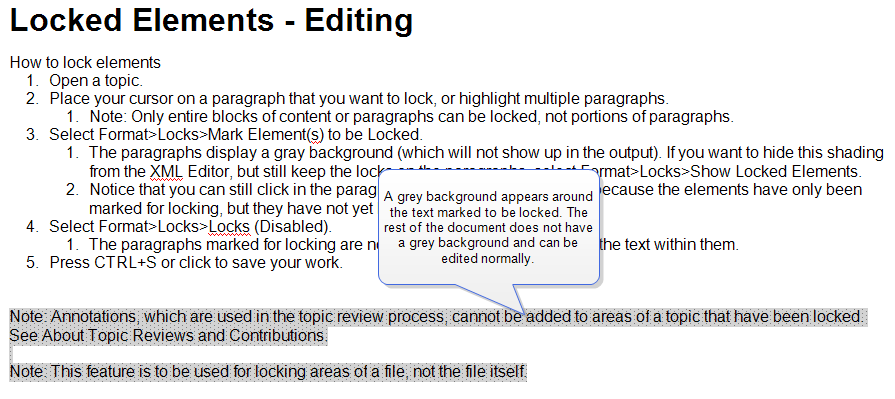 Locked Elements - Editing
How to lock elements
1. Open a topic.
2. Place your cursor on a paragraph that you want to lock, or highlight multiple paragraphs.
1. Note: Only entire blocks of content or paragraphs can be locked, not portions of paragraphs.
3. Select Format>Locks>Mark Element(s) to be Locked.
1. The paragraphs display a gray background (which will not show up in the output). If you want to hide this shading
from the XML Editor, but still keep the locks on the paragraphs, select Format>Locks>Show Locked Elements.
2. Notice that you can still click in the parag ecause the elements have only been
marked for locking, but they have not yet
4. Select Format>Locks>Locks (Disabled).
1. The paragraphs marked for locking are no the text within them.
5. Press CTRL+S or click to save your work.
A grey background appears around
the text marked to be locked. The
rest of the document does not have
a grey background and can be
edited normally.
Note: Annotations, which are used in the topic review process, cannot be added to areas of a topic that have been locked.
See About Topic Reviews and Contributions.
Note: This feature is to be used for locking areas of a file, not the file itself.